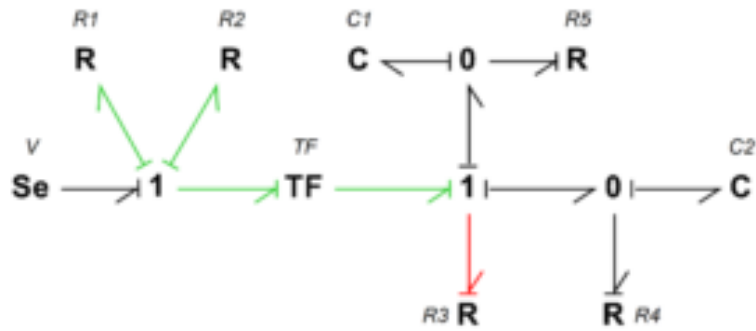 R1 R2 C1 R5
R R C 0 R
V TF C2
Se 1 TF 1 0 C
R3 R R R4